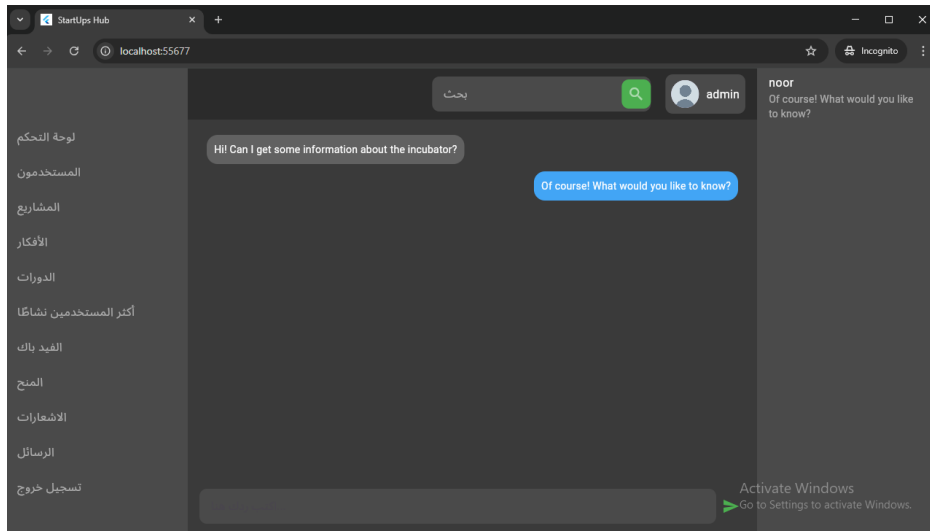 StartUps Hub
localhost:55677
Incognito
بحث
admin
لوحة التحكم
المستخدمون
المشاريع
الأفكار
الدورات
أكثر المستخدمين نشاطًا
الفيد باك
المنح
الاشعارات
الرسائل
تسجيل خروج
Hi! Can I get some information about the incubator?
Of course! What would you like to know?
noor
Of course! What would you like
to know?
Activate Windows
Go to Settings to activate Windows.